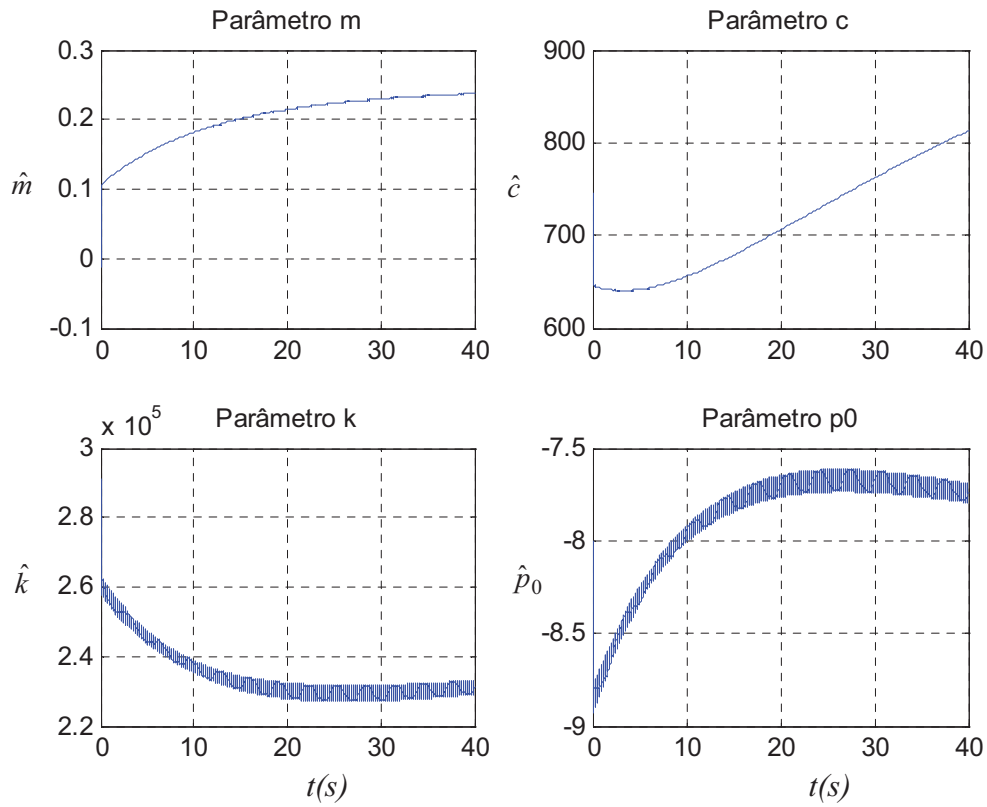 Parâmetro m
0.3
0.2
0.1
0
-0.1
m̂
0 10 20 30 40
Parâmetro c
900
800
700
600
ĉ
0 10 20 30 40
x 10^5
Parâmetro k
3
2.8
2.6
2.4
2.2
k̂
0 10 20 30 40
t(s)
Parâmetro p0
-7.5
-8
-8.5
-9
p̂₀
0 10 20 30 40
t(s)